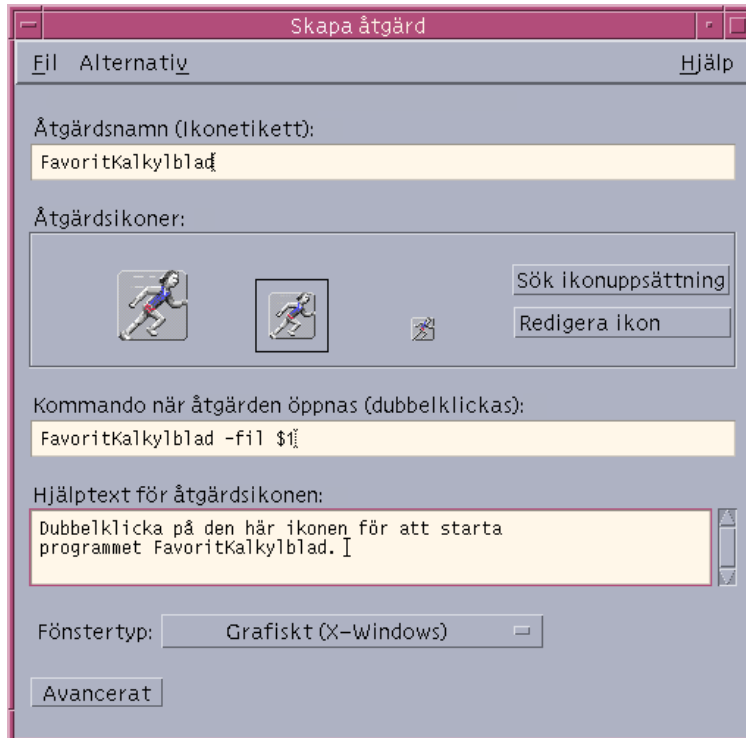 Skapa åtgärd
Fil Alternativ Hjälp
Åtgärdsnamn (Ikonetikett):
FavoritKalkylblad
Åtgärdsikoner:
Sök ikonuppsättning
Redigera ikon
Kommando när åtgärden öppnas (dubbelklickas):
FavoritKalkylblad -fil $1
Hjälptext för åtgärdsikonen:
Dubbelklicka på den här ikonen för att starta
programmet FavoritKalkylblad.
Fönstertyp: Grafiskt (X-Windows)
Avancerat